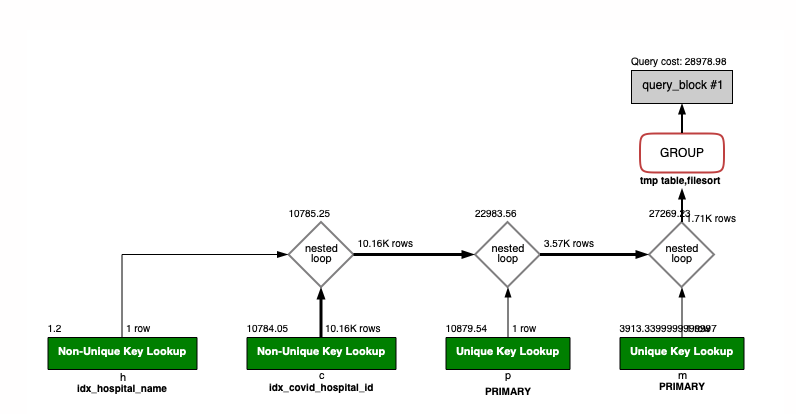 Query cost: 28978.98
query_block #1
GROUP
tmp table,filesort
10785.25
22983.56
27269.23
1.71K rows
nested
loop
10.16K rows
nested
loop
3.57K rows
nested
loop
1.2
1 row
10784.05
10.16K rows
10879.54
1 row
3913.3399999999997
1 row
Non-Unique Key Lookup
Non-Unique Key Lookup
Unique Key Lookup
Unique Key Lookup
h
c
p
m
idx_hospital_name
idx_covid_hospital_id
PRIMARY
PRIMARY